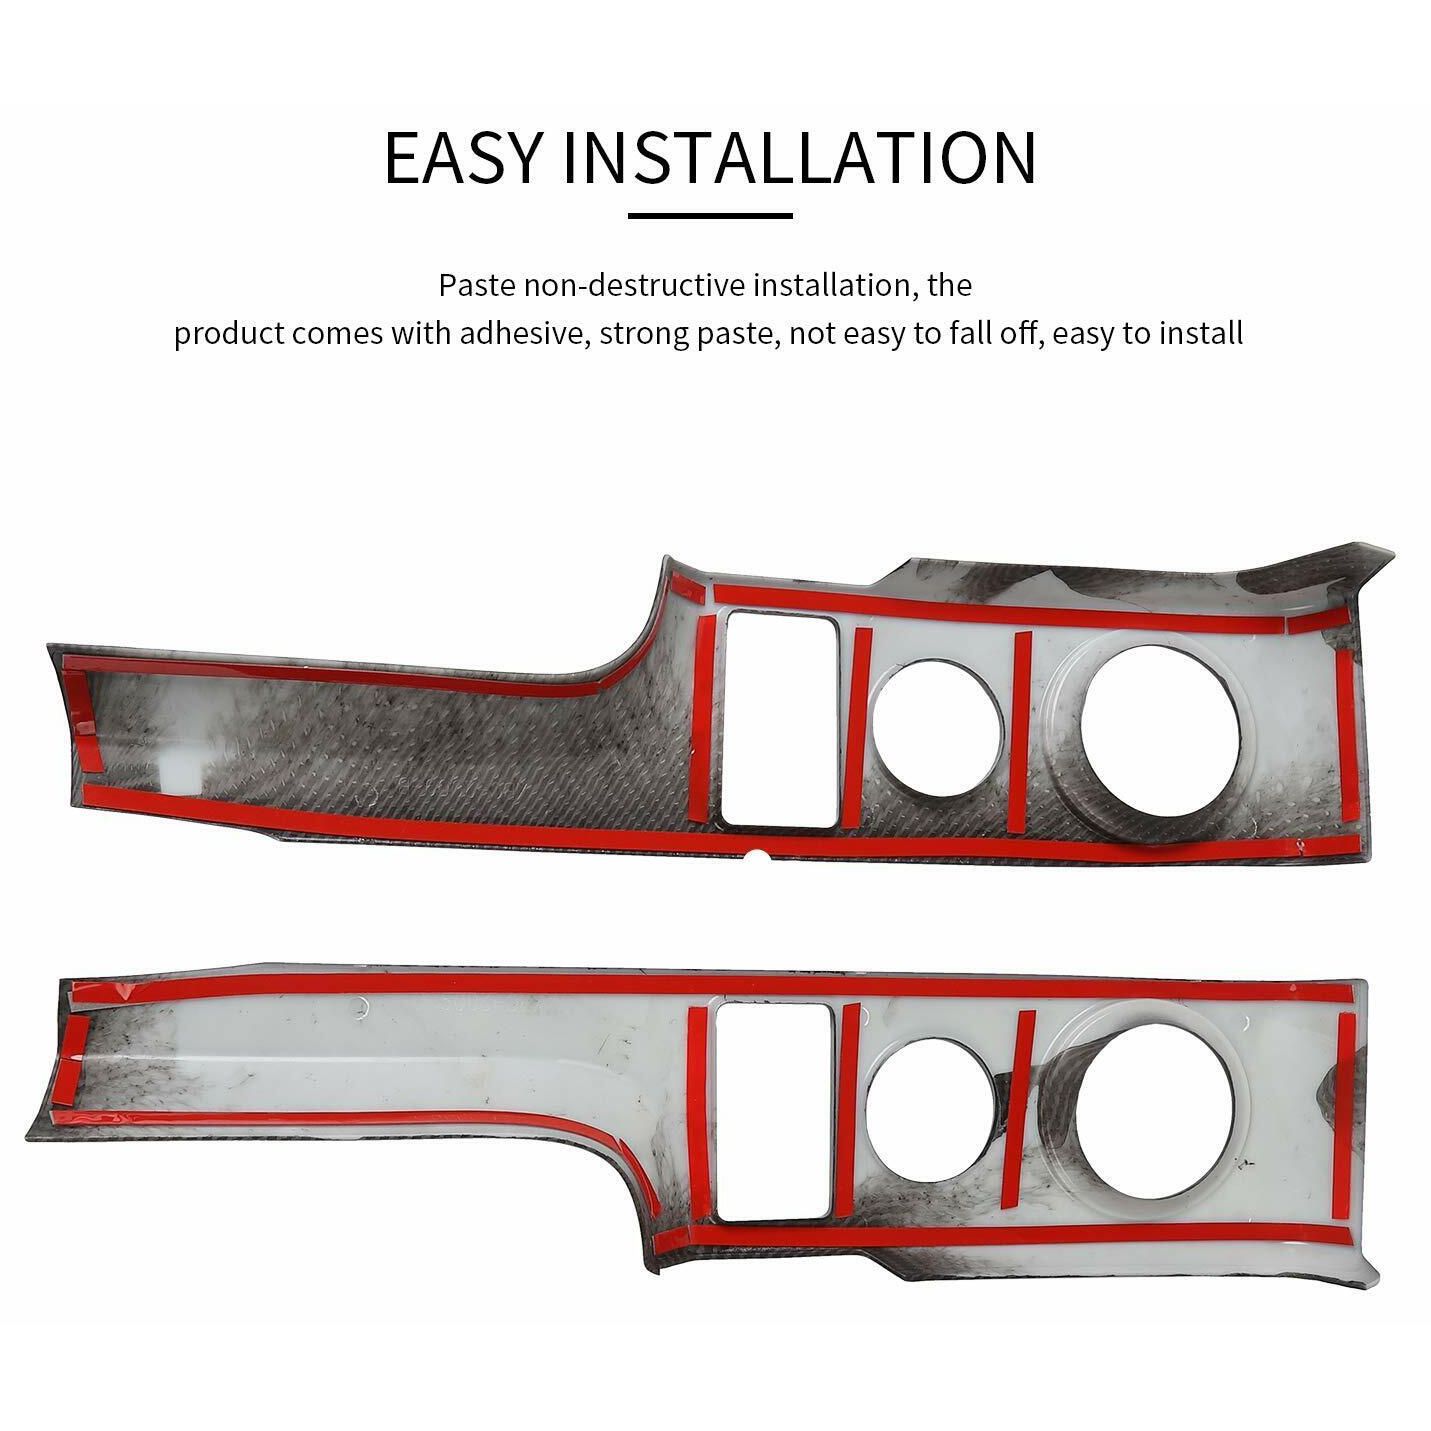 EASY INSTALLATION
Paste non-destructive installation, the
product comes with adhesive, strong paste, not easy to fall off, easy to install